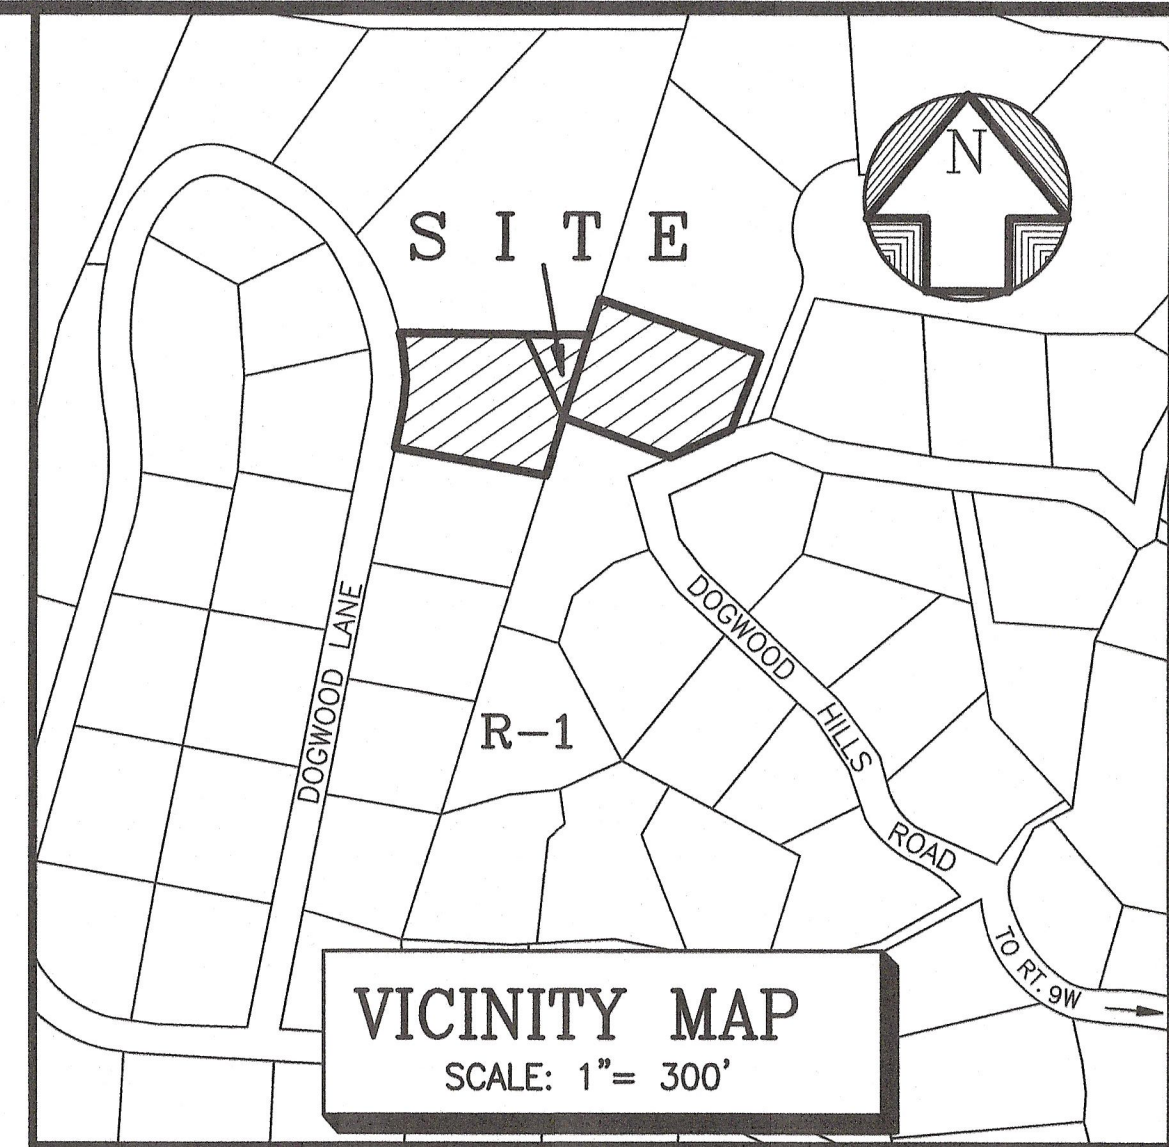 N
S I T E
DOGWOOD LANE
DOGWOOD HILLS ROAD
R-1
TO RT. 9W
VICINITY MAP
SCALE: 1"= 300'